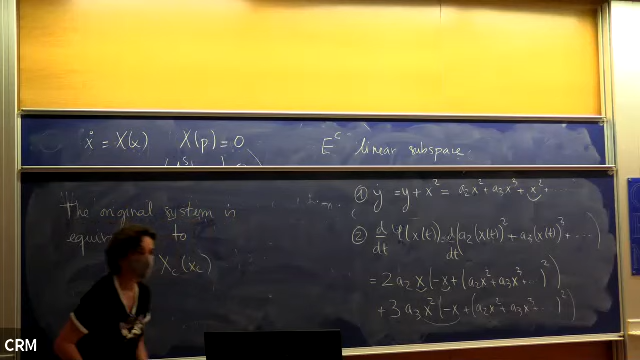 ẋ = X(x)   X(p) = 0
E^c linear subspace.
The original system is
to
X_c(x_c)
① ẏ = y + x² = a₂x² + a₃x³ + x² + ...
② d/dt φ(x(t)) = d/dt (a₂(x(t))² + a₃(x(t))³ + ...)
= 2a₂x(-x + (a₂x² + a₃x³ ...)²)
+ 3a₃x²(-x + (a₂x² + a₃x³ ...)²)
CRM